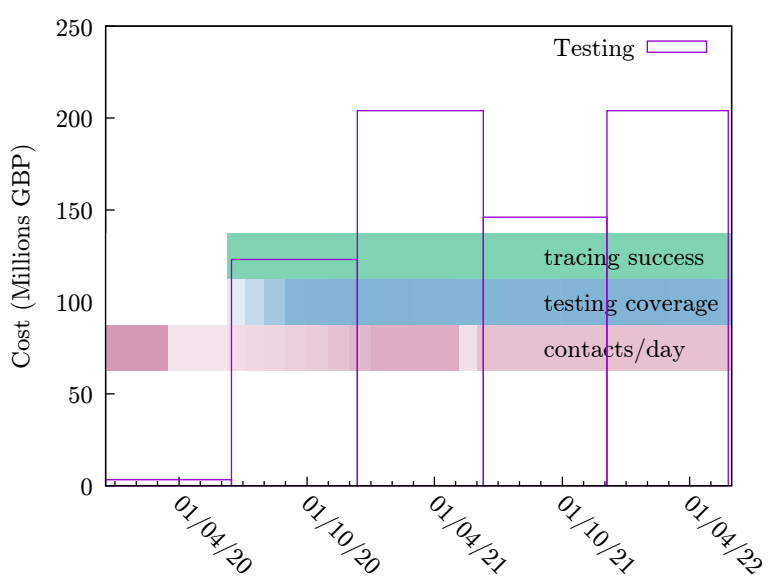 250
Testing
200
150
100
50
0
Cost (Millions GBP)
tracing success
testing coverage
contacts/day
01/04/20
01/10/20
01/04/21
01/10/21
01/04/22